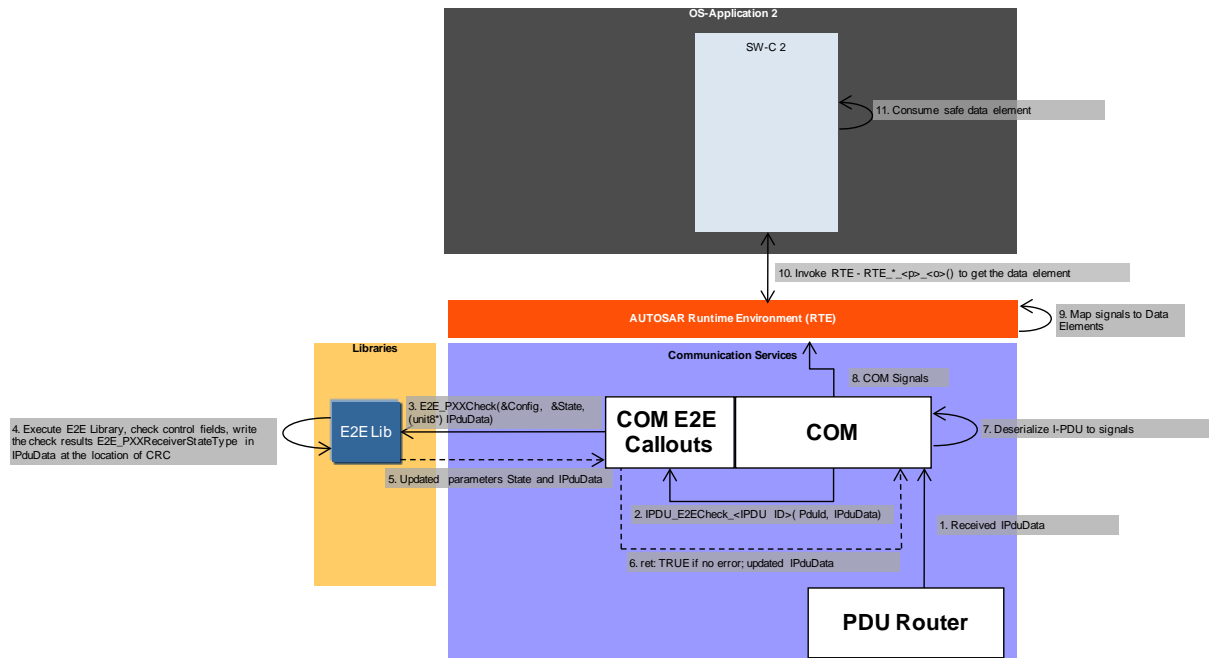 OS-Application 2
SW-C 2
11. Consume safe data element
10. Invoke RTE - RTE_*_<p>_<o>() to get the data element
AUTOSAR Runtime Environment (RTE)
9. Map signals to Data
Elements
Libraries
Communication Services
8. COM Signals
3. E2E_PXXCheck(&Config, &State,
(unit8*) IPduData)
E2E Lib
COM E2E
Callouts
COM
4. Execute E2E Library, check control fields, write
the check results E2E_PXXReceiverStateType in
IPduData at the location of CRC
7. Deserialize I-PDU to signals
5. Updated parameters State and IPduData
2. IPDU_E2ECheck_<IPDU ID>( PduId, IPduData)
1. Received IPduData
6. ret: TRUE if no error; updated IPduData
PDU Router